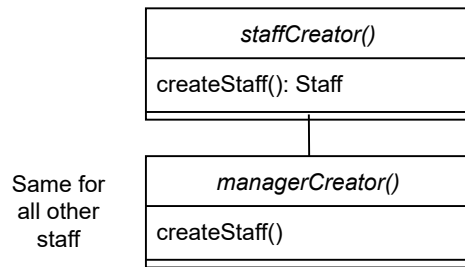 staffCreator()
createStaff(): Staff
managerCreator()
createStaff()
Same for
all other
staff